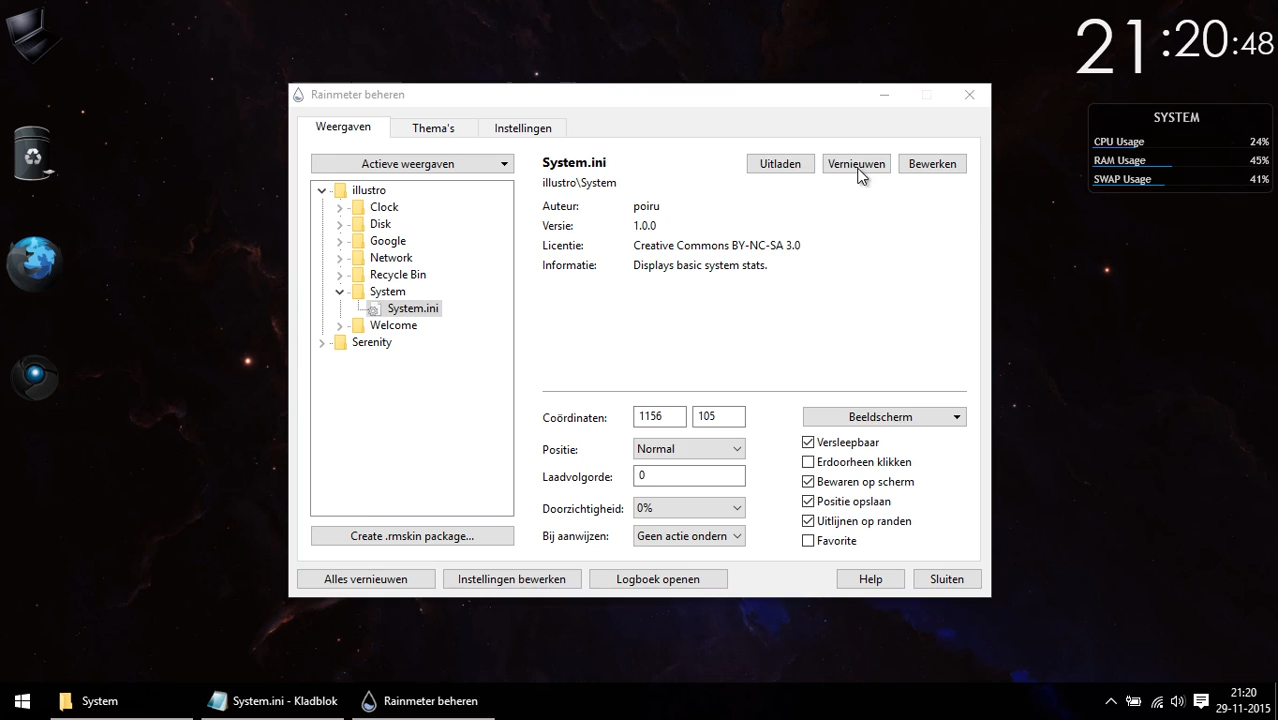 21:20:48
SYSTEM
CPU Usage 24%
RAM Usage 45%
SWAP Usage 41%
Rainmeter beheren
Weergaven Thema's Instellingen
Actieve weergaven
illustro
Clock
Disk
Google
Network
Recycle Bin
System
System.ini
Welcome
Serenity
Create .rmskin package...
System.ini
Uitladen Vernieuwen Bewerken
illustro\System
Auteur: poiru
Versie: 1.0.0
Licentie: Creative Commons BY-NC-SA 3.0
Informatie: Displays basic system stats.
Coördinaten: 1156 105
Positie: Normal
Laadvolgorde: 0
Doorzichtigheid: 0%
Bij aanwijzen: Geen actie ondern
Beeldscherm
Versleepbaar
Erdoorheen klikken
Bewaren op scherm
Positie opslaan
Uitlijnen op randen
Favorite
Alles vernieuwen Instellingen bewerken Logboek openen Help Sluiten
System System.ini - Kladblok Rainmeter beheren
21:20
29-11-2015